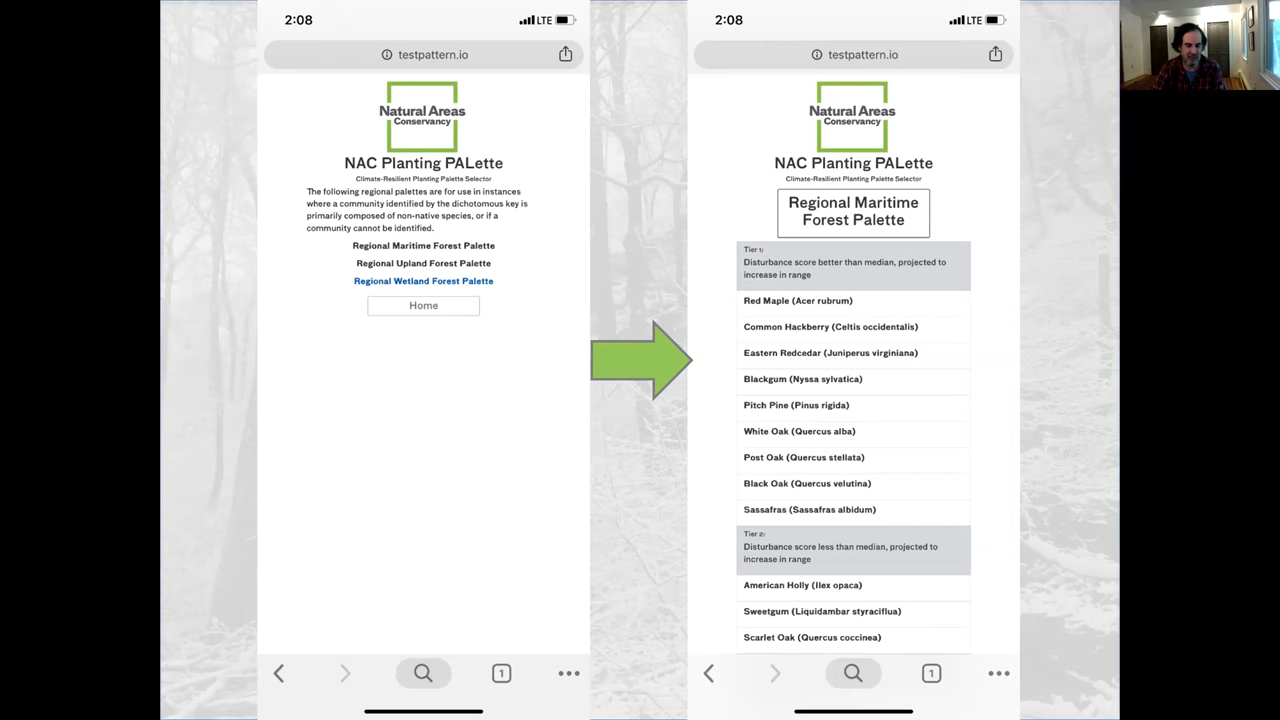 2:08
LTE
testpattern.io
Natural Areas
Conservancy
NAC Planting PALette
Climate-Resilient Planting Palette Selector
The following regional palettes are for use in instances
where a community identified by the dichotomous key is
primarily composed of non-native species, or if a
community cannot be identified.
Regional Maritime Forest Palette
Regional Upland Forest Palette
Regional Wetland Forest Palette
Home
1
2:08
LTE
testpattern.io
Natural Areas
Conservancy
NAC Planting PALette
Climate-Resilient Planting Palette Selector
Regional Maritime
Forest Palette
Tier 1:
Disturbance score better than median, projected to
increase in range
Red Maple (Acer rubrum)
Common Hackberry (Celtis occidentalis)
Eastern Redcedar (Juniperus virginiana)
Blackgum (Nyssa sylvatica)
Pitch Pine (Pinus rigida)
White Oak (Quercus alba)
Post Oak (Quercus stellata)
Black Oak (Quercus velutina)
Sassafras (Sassafras albidum)
Tier 2:
Disturbance score less than median, projected to
increase in range
American Holly (Ilex opaca)
Sweetgum (Liquidambar styraciflua)
Scarlet Oak (Quercus coccinea)
1